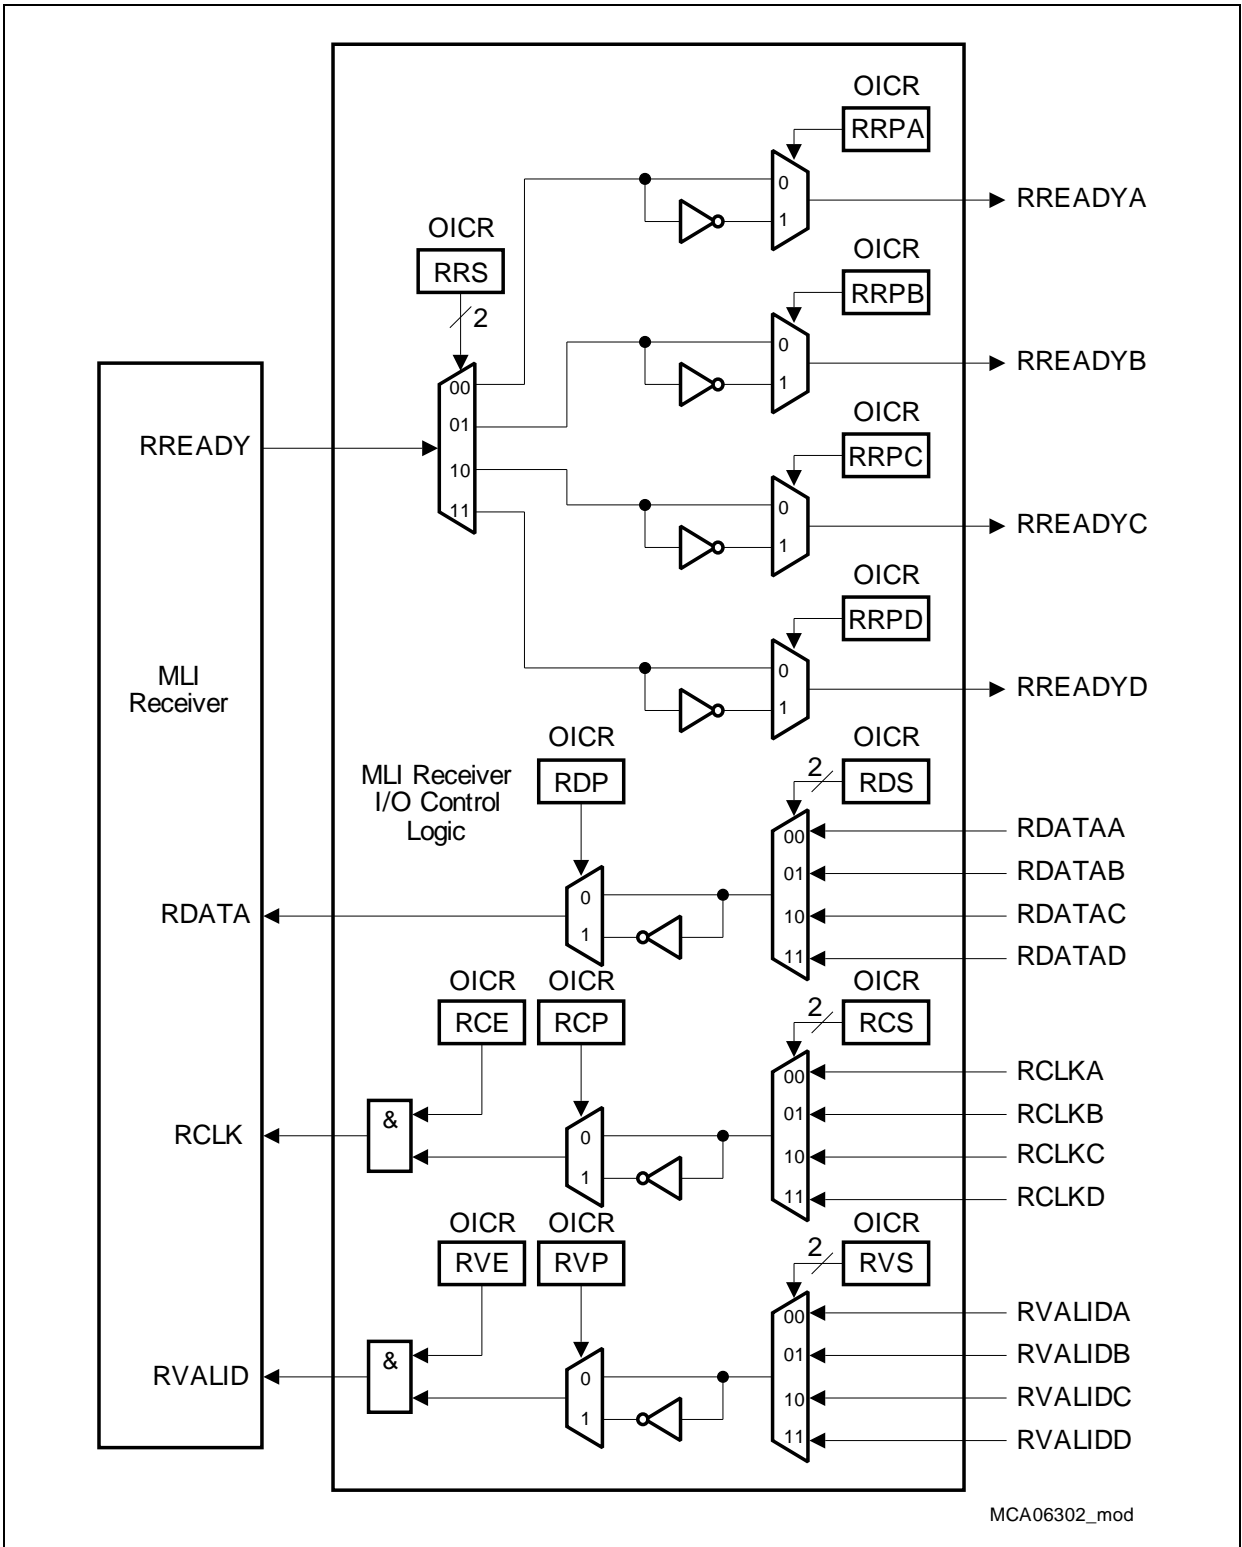 OICR
RRPA
0
1
RREADYA
OICR
RRS
2
OICR
RRPB
0
1
RREADYB
00
01
10
11
RREADY
OICR
RRPC
0
1
RREADYC
OICR
RRPD
0
1
RREADYD
MLI
Receiver
MLI Receiver
I/O Control
Logic
OICR
RDP
OICR
RDS
2
00
01
10
11
RDATAA
RDATAB
RDATAC
RDATAD
0
1
RDATA
OICR
RCE
OICR
RCP
OICR
RCS
2
00
01
10
11
RCLKA
RCLKB
RCLKC
RCLKD
&
0
1
RCLK
OICR
RVE
OICR
RVP
OICR
RVS
2
00
01
10
11
RVALIDA
RVALIDB
RVALIDC
RVALIDD
&
0
1
RVALID
MCA06302_mod